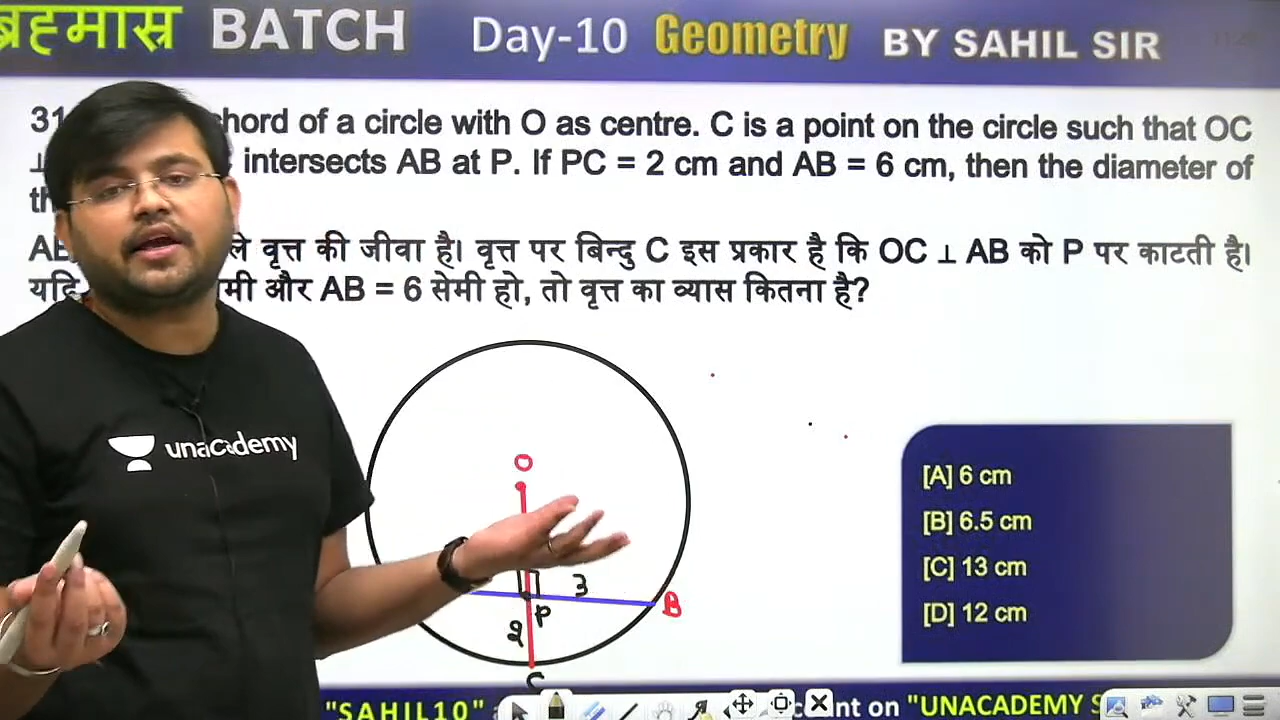 ब्रह्मास्र BATCH Day-10 Geometry BY SAHIL SIR
31 chord of a circle with O as centre. C is a point on the circle such that OC
⊥ intersects AB at P. If PC = 2 cm and AB = 6 cm, then the diameter of
th
AB ले वृत्त की जीवा है। वृत्त पर बिन्दु C इस प्रकार है कि OC ⊥ AB को P पर काटती है।
यदि मी और AB = 6 सेमी हो, तो वृत्त का व्यास कितना है?
unacademy
O
3
P
B
2
C
[A] 6 cm
[B] 6.5 cm
[C] 13 cm
[D] 12 cm
"SAHIL10" nt on "UNACADEMY S